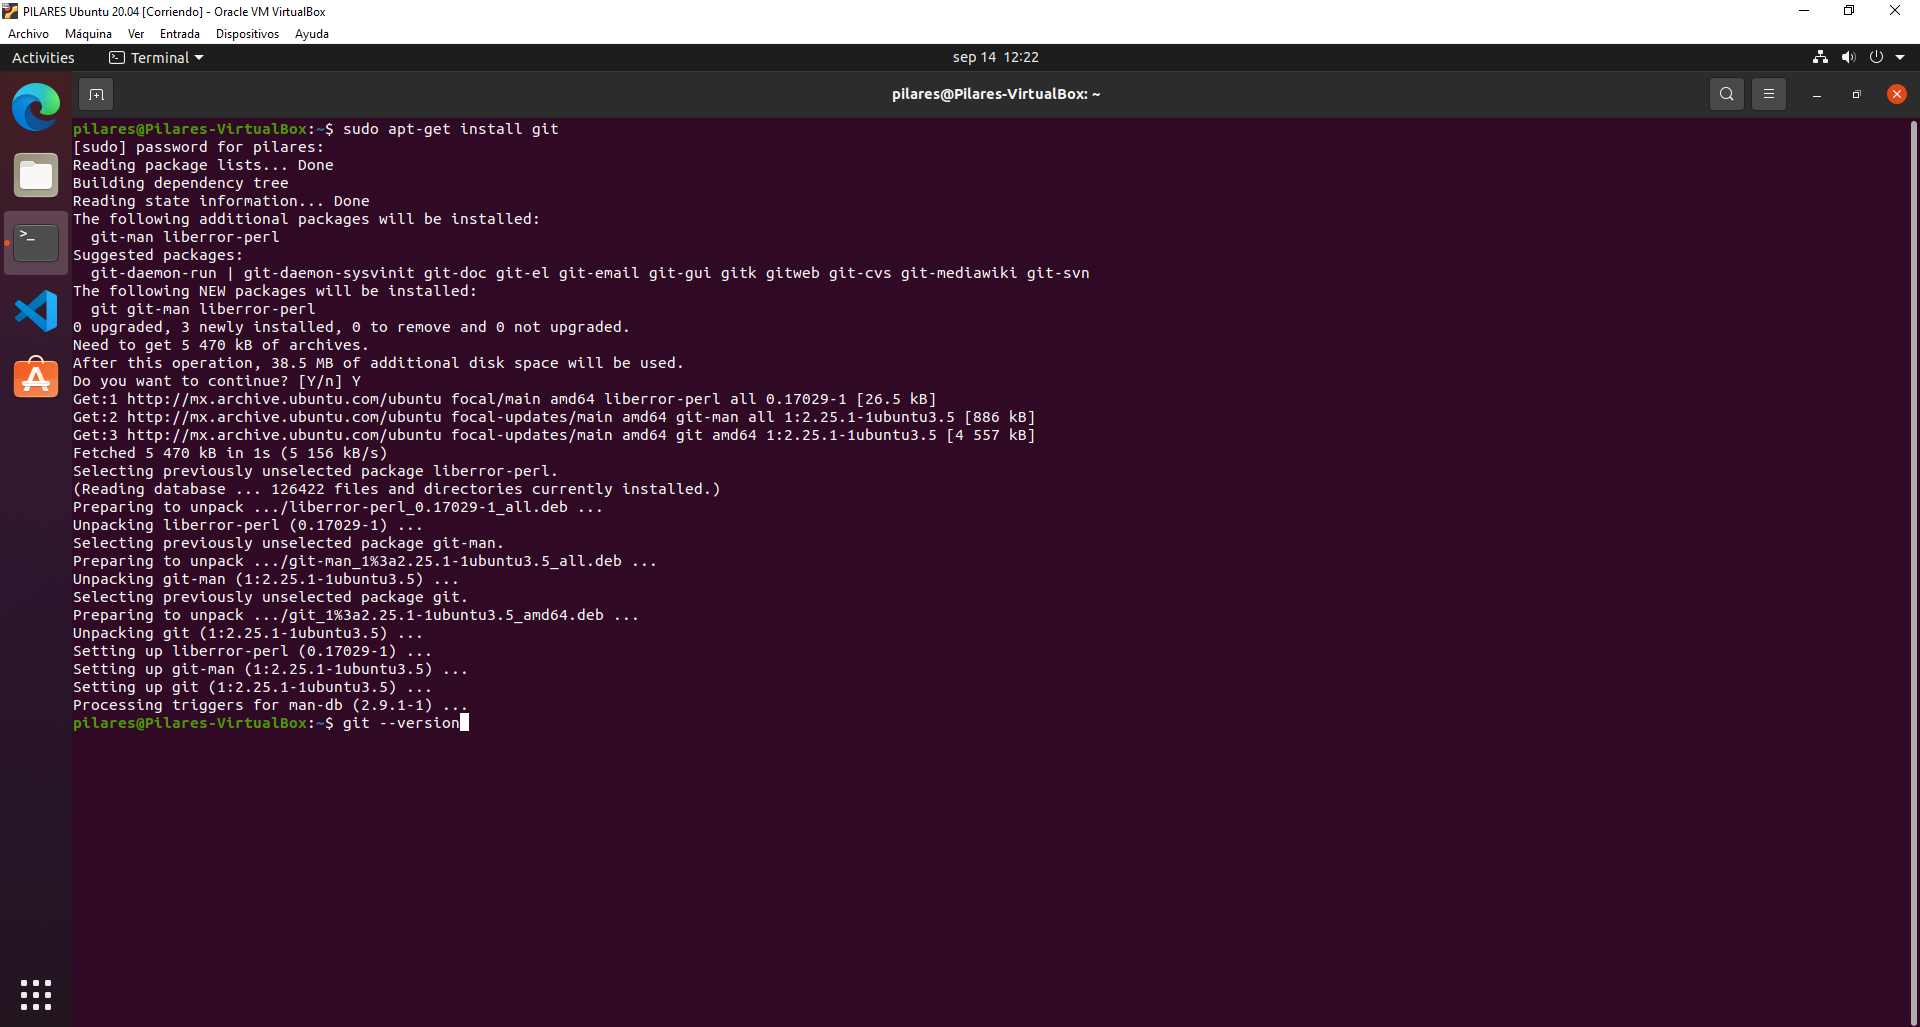 PILARES Ubuntu 20.04 [Corriendo] - Oracle VM VirtualBox
Archivo Máquina Ver Entrada Dispositivos Ayuda
Activities Terminal sep 14 12:22
pilares@Pilares-VirtualBox: ~
pilares@Pilares-VirtualBox:~$ sudo apt-get install git
[sudo] password for pilares:
Reading package lists... Done
Building dependency tree
Reading state information... Done
The following additional packages will be installed:
  git-man liberror-perl
Suggested packages:
  git-daemon-run | git-daemon-sysvinit git-doc git-el git-email git-gui gitk gitweb git-cvs git-mediawiki git-svn
The following NEW packages will be installed:
  git git-man liberror-perl
0 upgraded, 3 newly installed, 0 to remove and 0 not upgraded.
Need to get 5 470 kB of archives.
After this operation, 38.5 MB of additional disk space will be used.
Do you want to continue? [Y/n] Y
Get:1 http://mx.archive.ubuntu.com/ubuntu focal/main amd64 liberror-perl all 0.17029-1 [26.5 kB]
Get:2 http://mx.archive.ubuntu.com/ubuntu focal-updates/main amd64 git-man all 1:2.25.1-1ubuntu3.5 [886 kB]
Get:3 http://mx.archive.ubuntu.com/ubuntu focal-updates/main amd64 git amd64 1:2.25.1-1ubuntu3.5 [4 557 kB]
Fetched 5 470 kB in 1s (5 156 kB/s)
Selecting previously unselected package liberror-perl.
(Reading database ... 126422 files and directories currently installed.)
Preparing to unpack .../liberror-perl_0.17029-1_all.deb ...
Unpacking liberror-perl (0.17029-1) ...
Selecting previously unselected package git-man.
Preparing to unpack .../git-man_1%3a2.25.1-1ubuntu3.5_all.deb ...
Unpacking git-man (1:2.25.1-1ubuntu3.5) ...
Selecting previously unselected package git.
Preparing to unpack .../git_1%3a2.25.1-1ubuntu3.5_amd64.deb ...
Unpacking git (1:2.25.1-1ubuntu3.5) ...
Setting up liberror-perl (0.17029-1) ...
Setting up git-man (1:2.25.1-1ubuntu3.5) ...
Setting up git (1:2.25.1-1ubuntu3.5) ...
Processing triggers for man-db (2.9.1-1) ...
pilares@Pilares-VirtualBox:~$ git --version